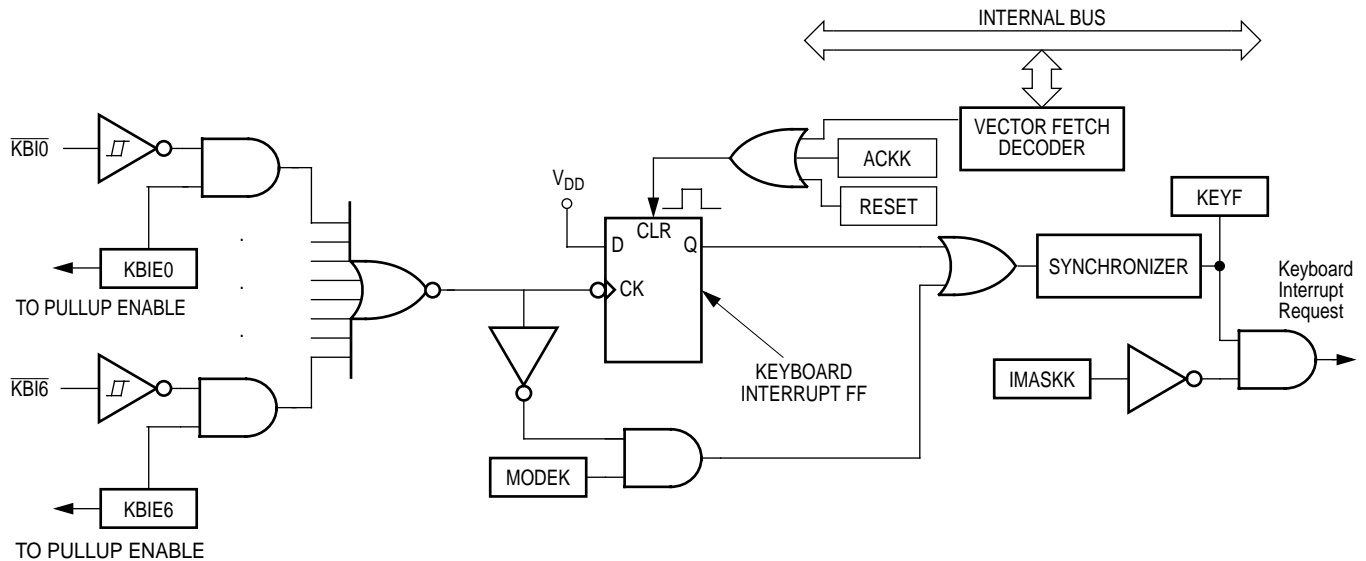 INTERNAL BUS
VECTOR FETCH
DECODER
KBI0
ACKK
VDD
RESET
KEYF
CLR
D
Q
KBIE0
SYNCHRONIZER
Keyboard
Interrupt
Request
CK
TO PULLUP ENABLE
KBI6
KEYBOARD
INTERRUPT FF
IMASKK
MODEK
KBIE6
TO PULLUP ENABLE